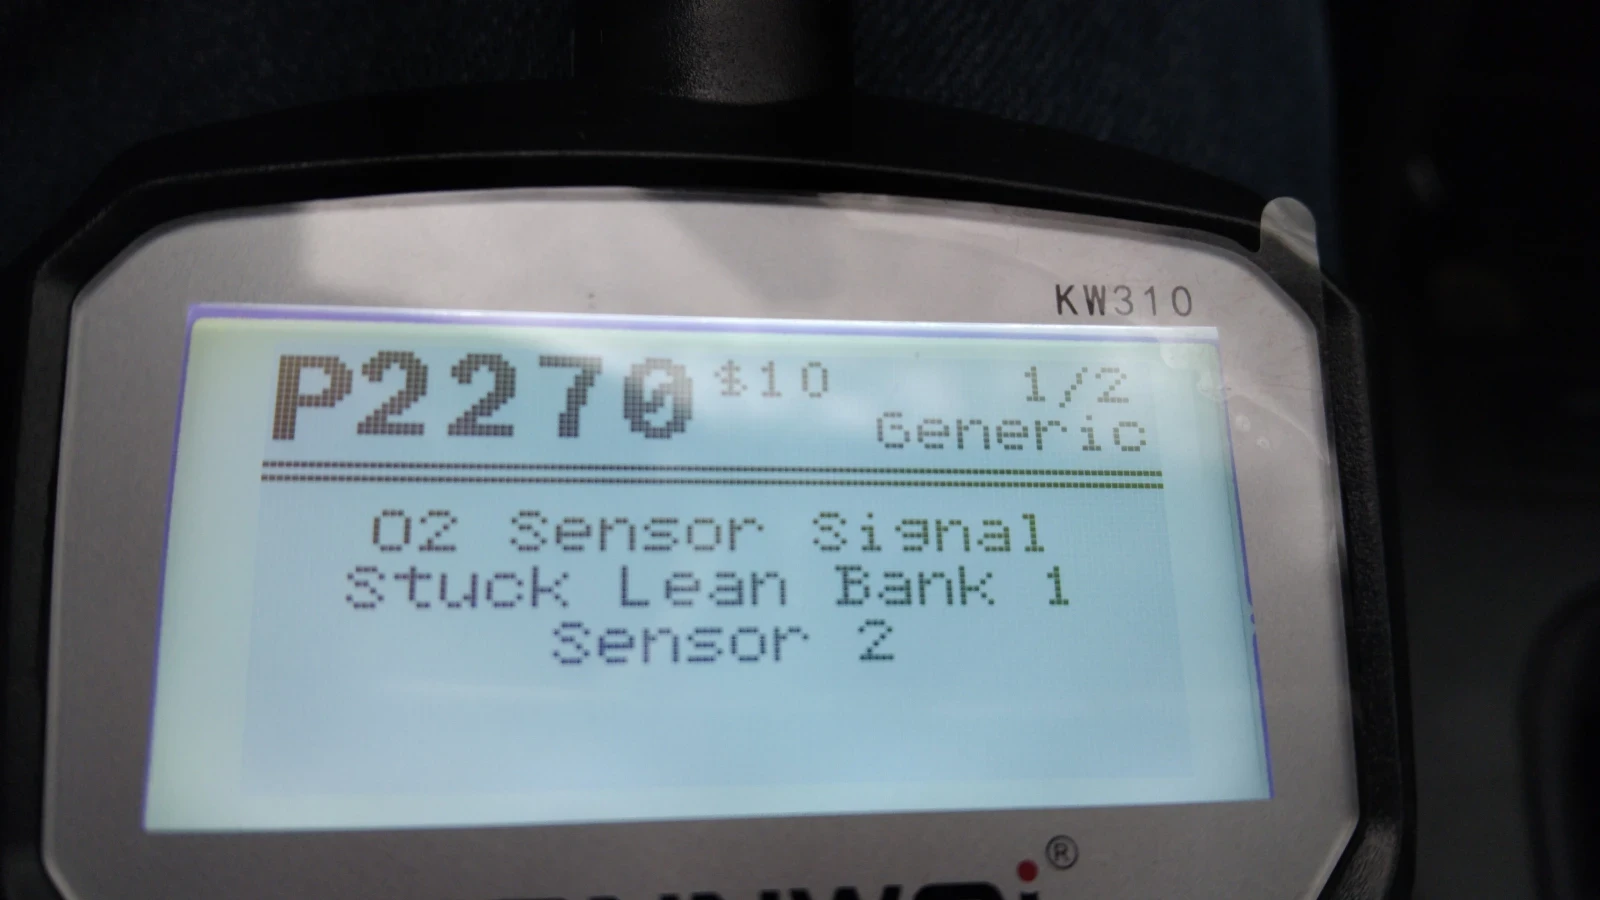 KW310
P2270 $10 1/2
Generic
O2 Sensor Signal
Stuck Lean Bank 1
Sensor 2
®